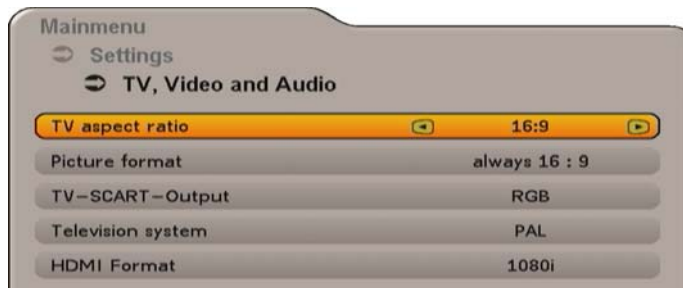 Mainmenu
Settings
TV, Video and Audio
TV aspect ratio 16:9
Picture format always 16 : 9
TV-SCART-Output RGB
Television system PAL
HDMI Format 1080i